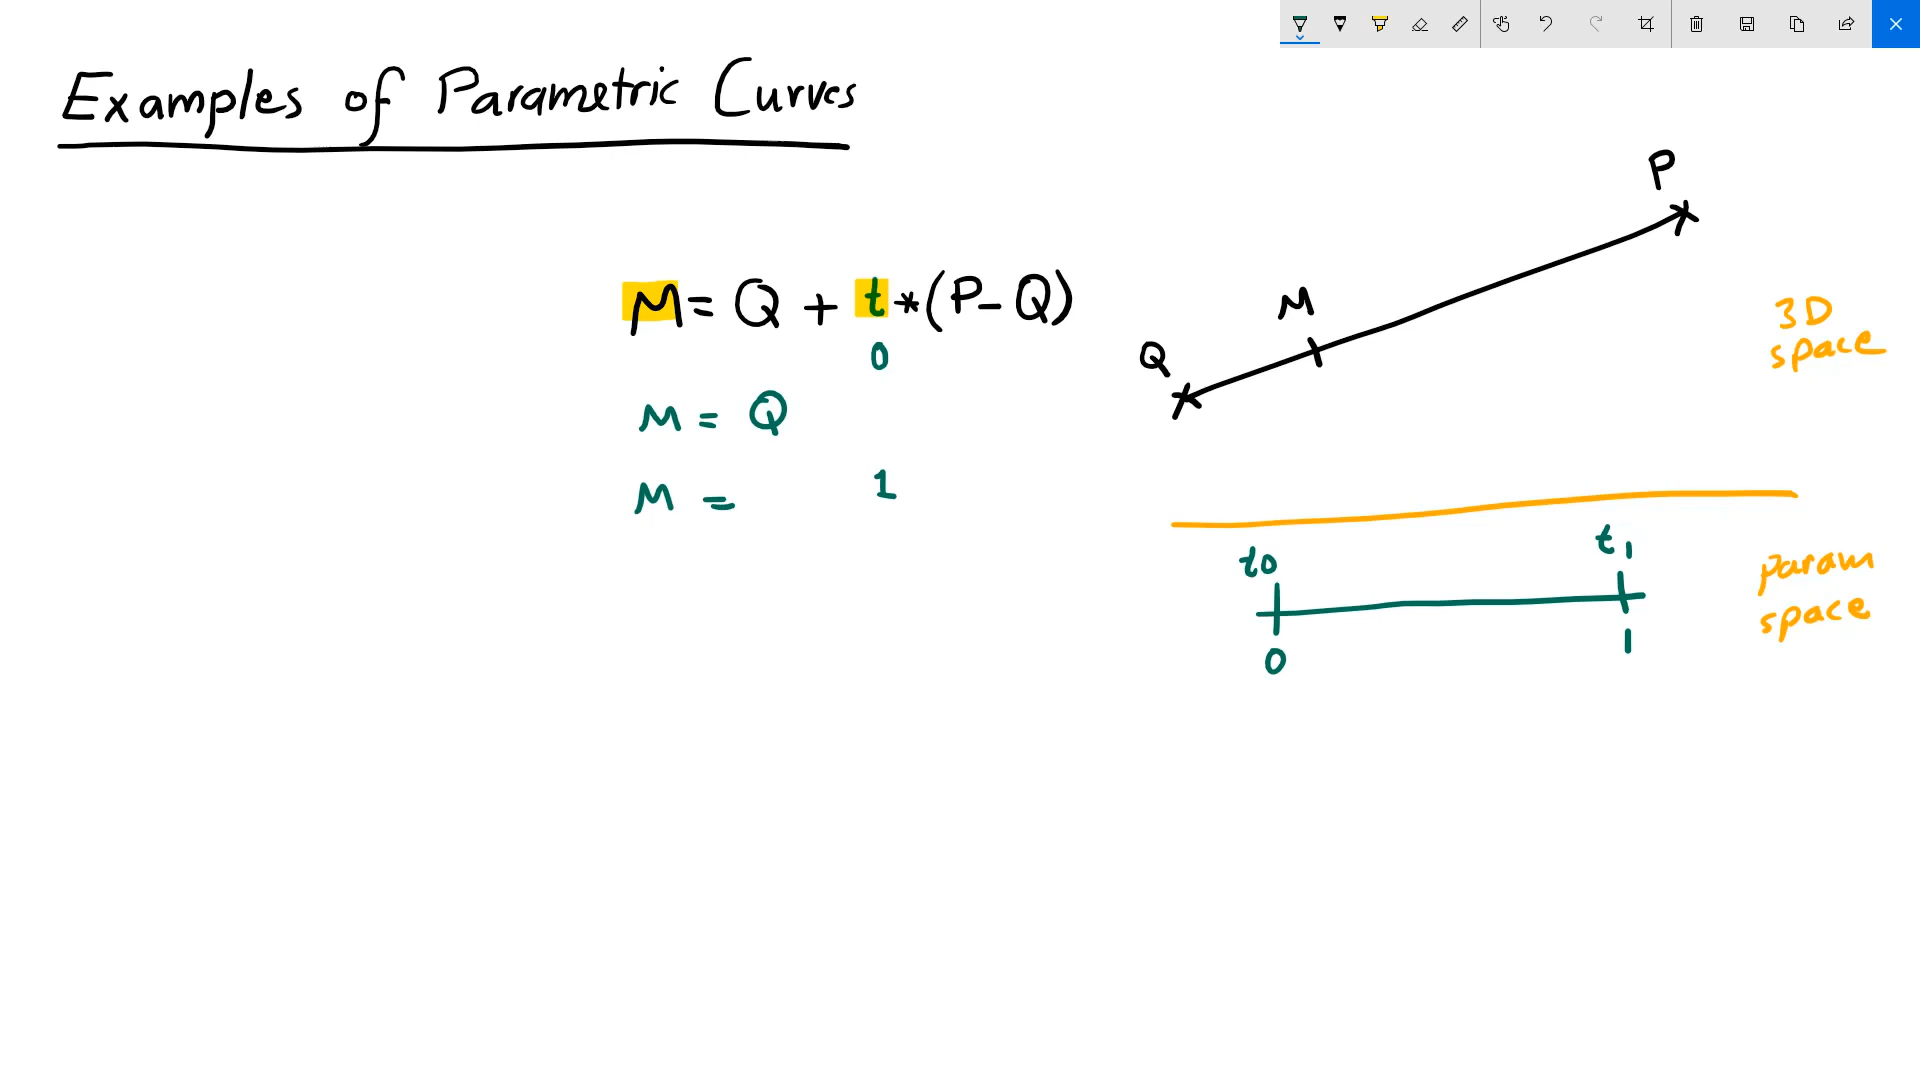 Examples of Parametric Curves
P
M = Q + t * (P - Q)
M
3D
space
0
Q
M = Q
M = 1
t0
t1
param
space
0
1